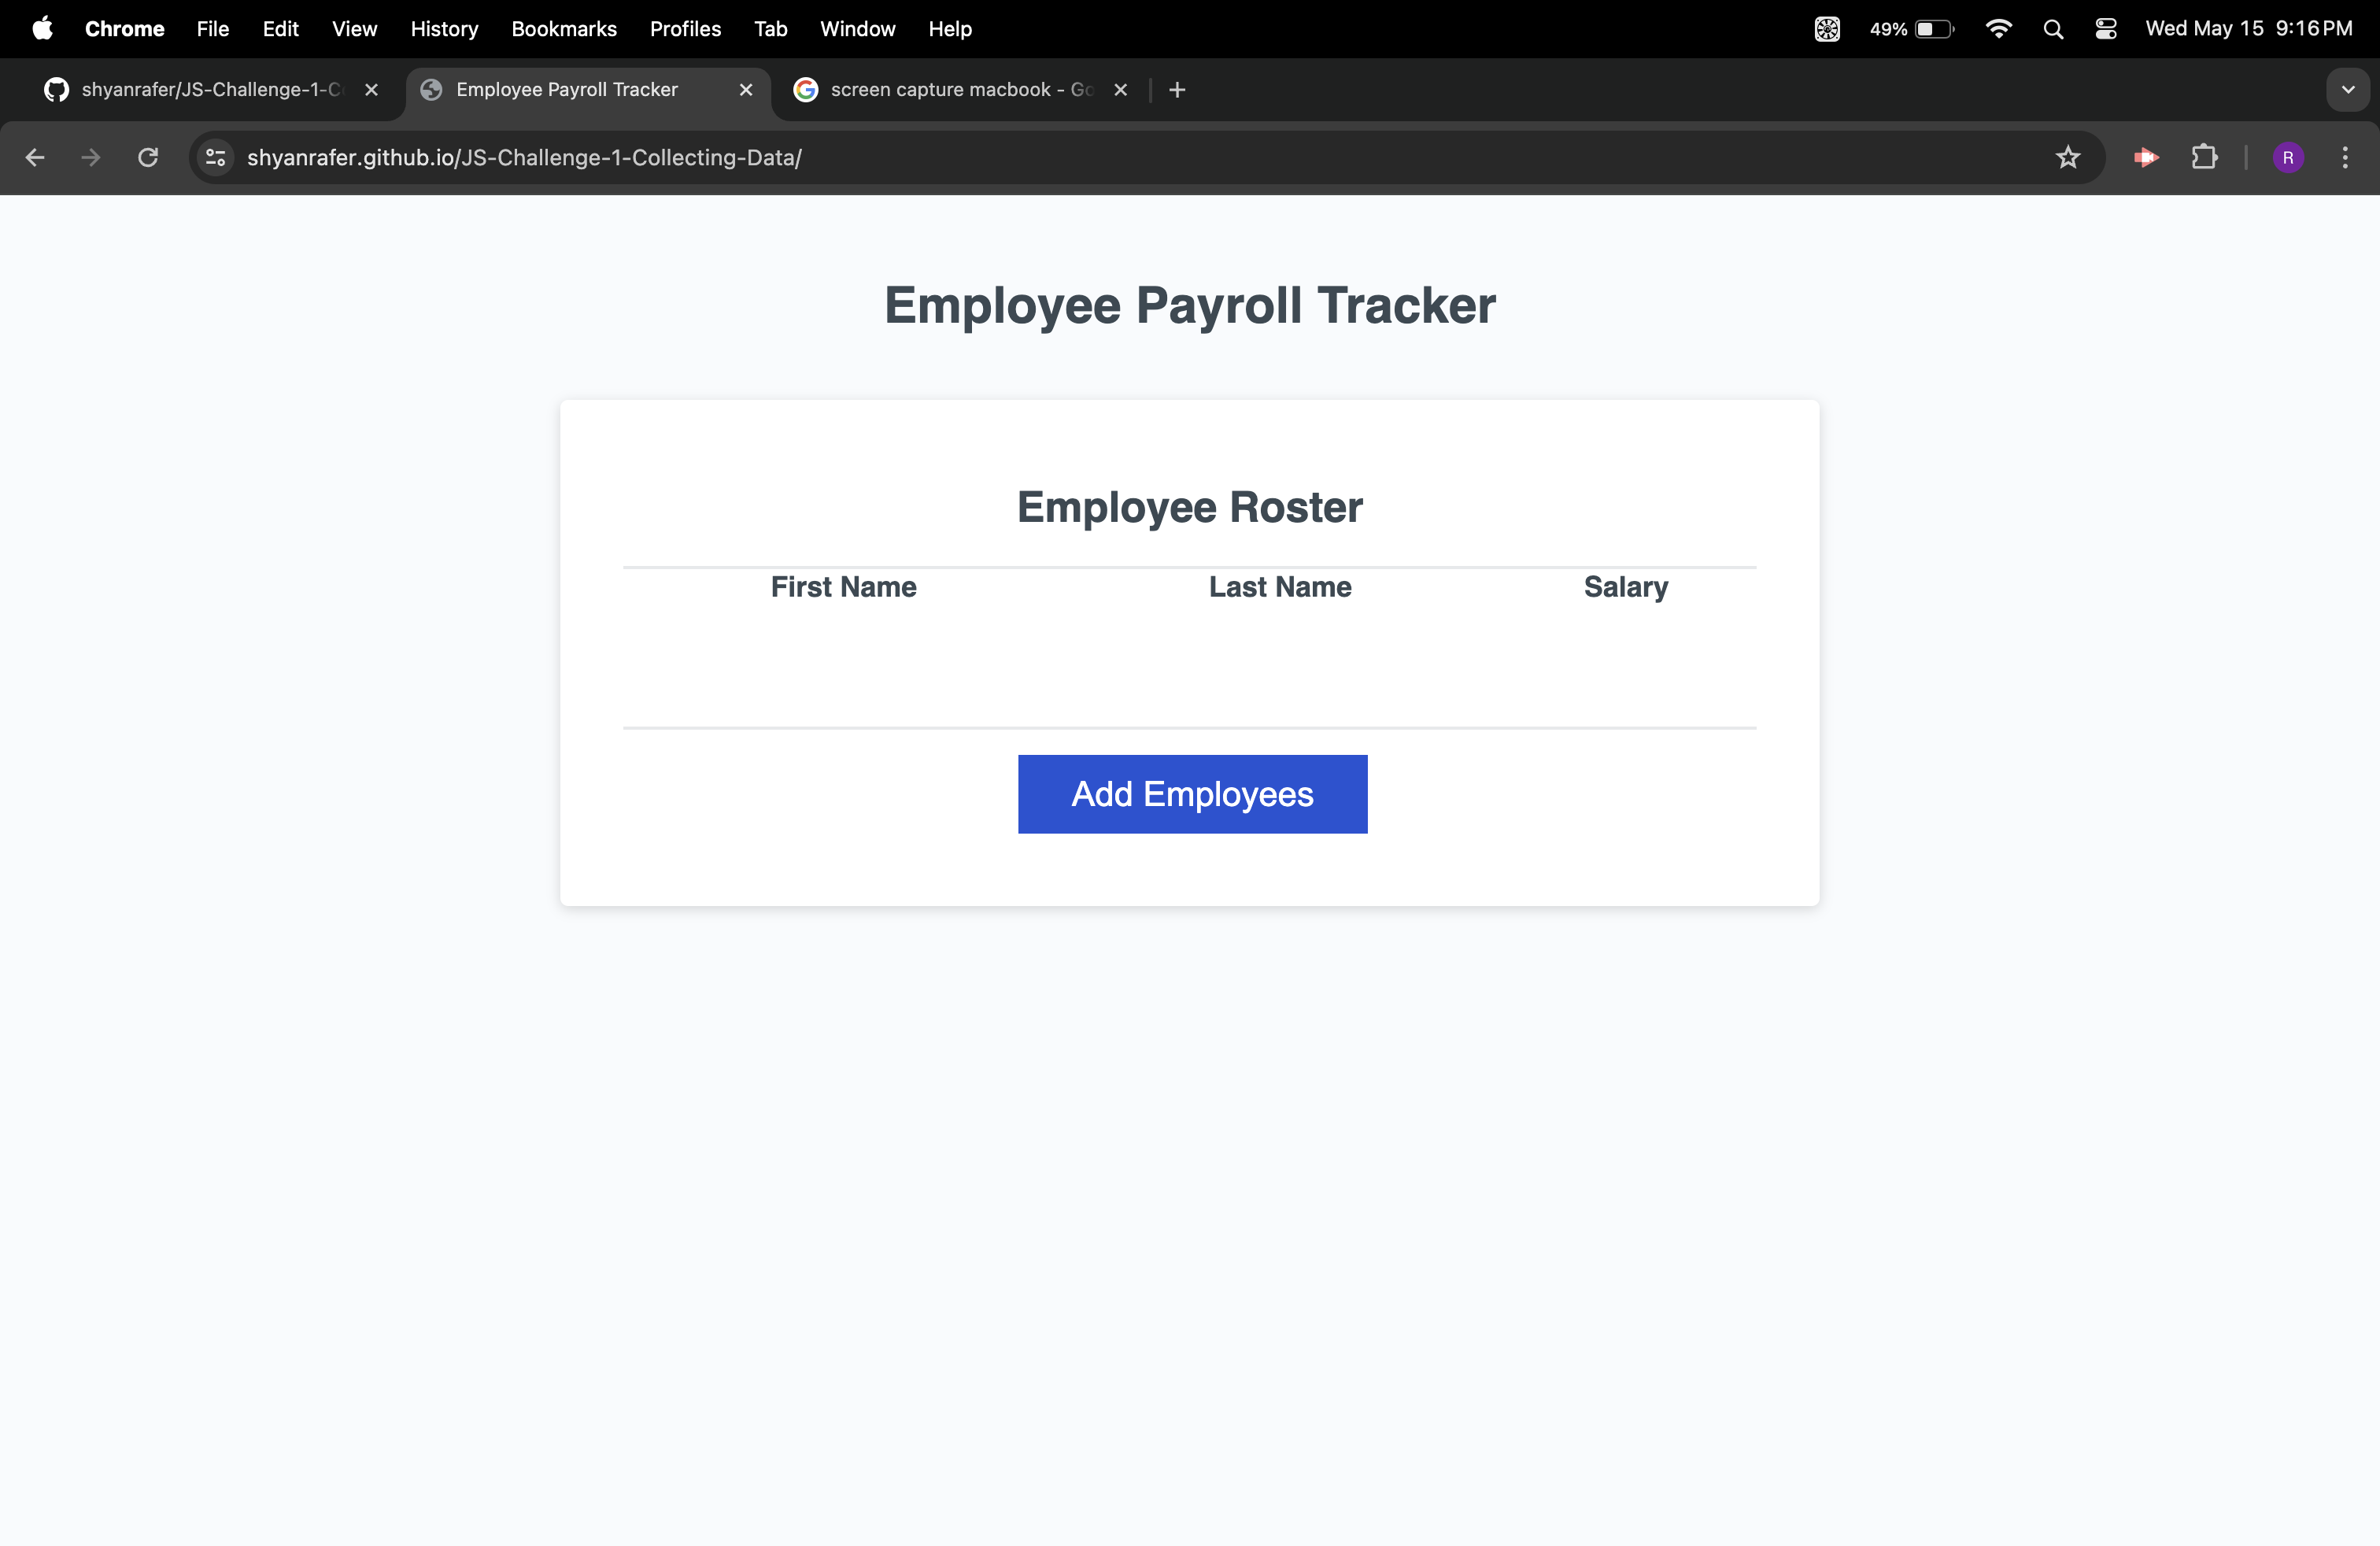 Chrome File Edit View History Bookmarks Profiles Tab Window Help 49% Wed May 15 9:16 PM
shyanrafer/JS-Challenge-1-C Employee Payroll Tracker screen capture macbook - Go
shyanrafer.github.io/JS-Challenge-1-Collecting-Data/ R
Employee Payroll Tracker
Employee Roster
First Name Last Name Salary
Add Employees